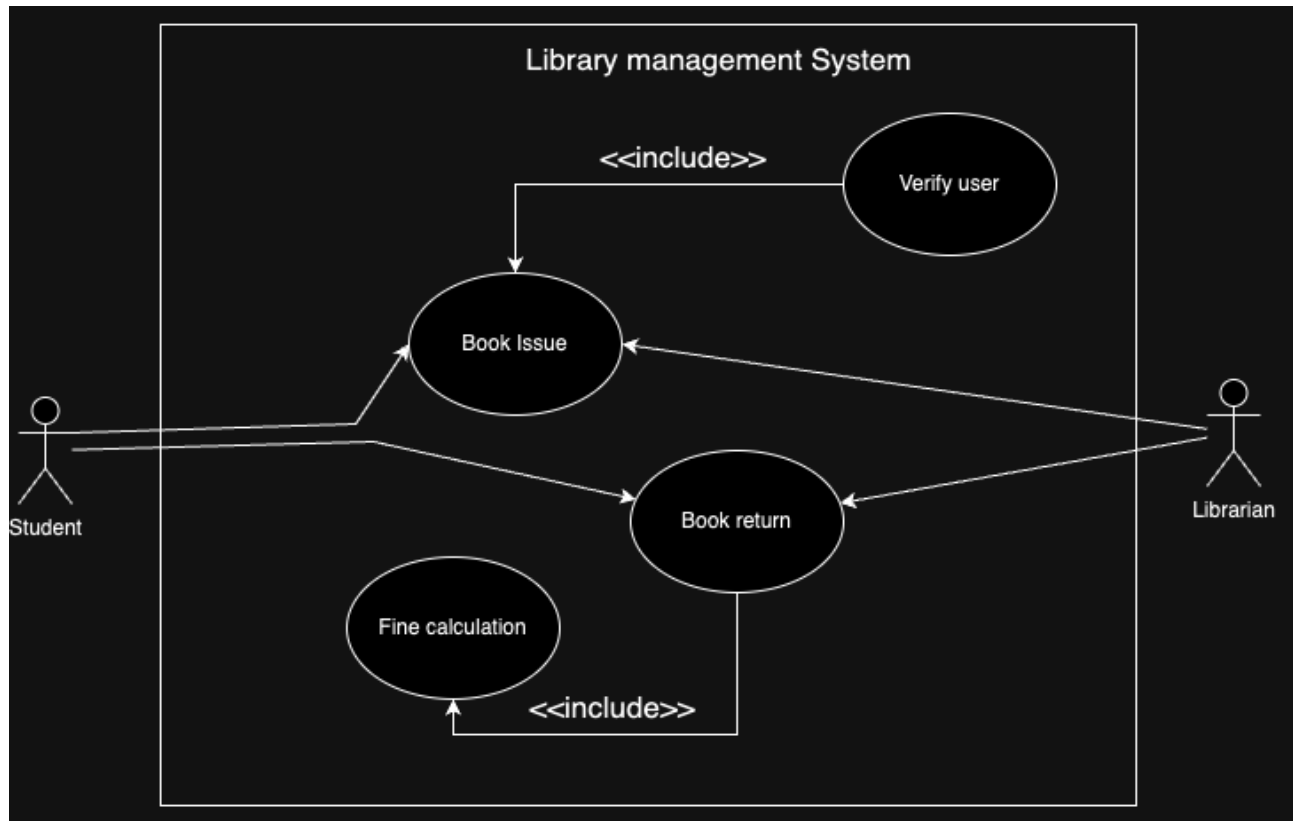 Library management System
<<include>>
Verify user
Book Issue
Student
Book return
Librarian
Fine calculation
<<include>>